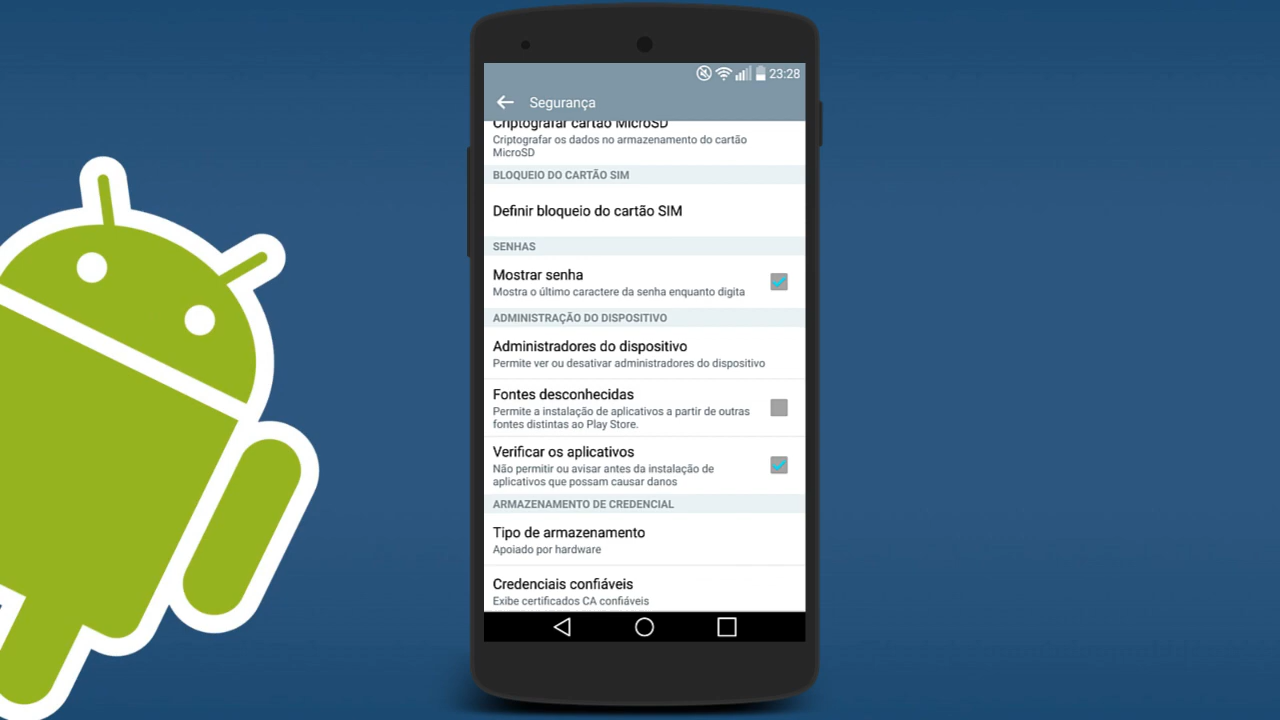 23:28
Segurança
Criptografar cartão MicroSD
Criptografar os dados no armazenamento do cartão
MicroSD
BLOQUEIO DO CARTÃO SIM
Definir bloqueio do cartão SIM
SENHAS
Mostrar senha
Mostra o último caractere da senha enquanto digita
ADMINISTRAÇÃO DO DISPOSITIVO
Administradores do dispositivo
Permite ver ou desativar administradores do dispositivo
Fontes desconhecidas
Permite a instalação de aplicativos a partir de outras
fontes distintas ao Play Store.
Verificar os aplicativos
Não permitir ou avisar antes da instalação de
aplicativos que possam causar danos
ARMAZENAMENTO DE CREDENCIAL
Tipo de armazenamento
Apoiado por hardware
Credenciais confiáveis
Exibe certificados CA confiáveis